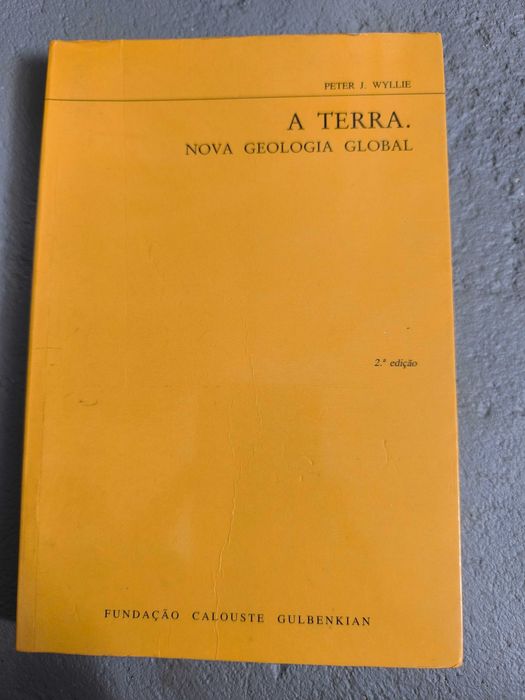 PETER J. WYLLIE
A TERRA.
NOVA GEOLOGIA GLOBAL
2.ª edição
FUNDAÇÃO CALOUSTE GULBENKIAN